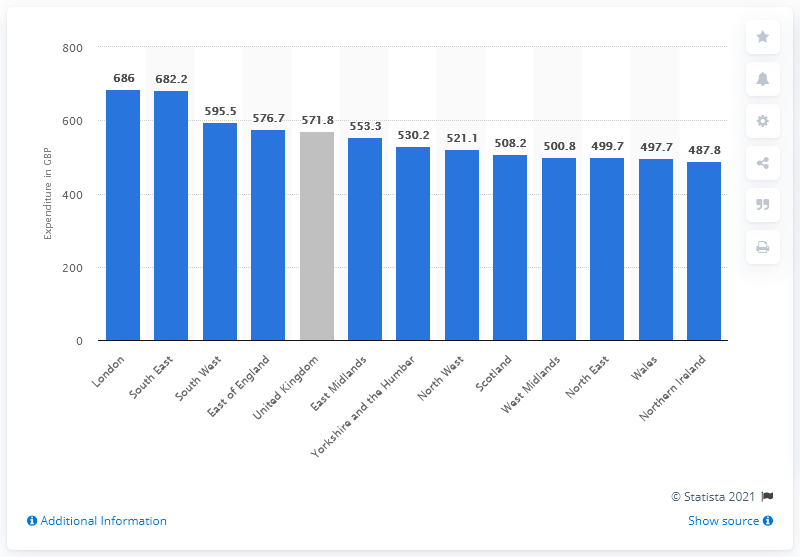 800
600
400
200
0
Expenditure in GBP
686
682.2
595.5
576.7
571.8
553.3
530.2
521.1
508.2
500.8
499.7
497.7
487.8
London
South East
South West
East of England
United Kingdom
East Midlands
Yorkshire and the Humber
North West
Scotland
West Midlands
North East
Wales
Northern Ireland
© Statista 2021
Additional Information
Show source